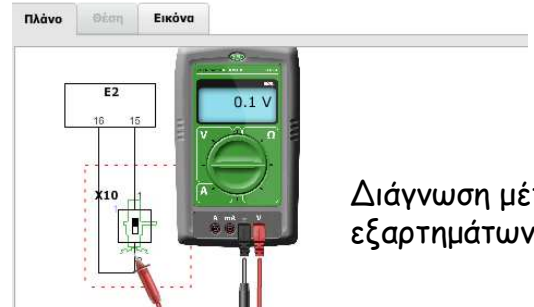 Πλάνο Θέση Εικόνα
E2
16 15
X10
1
0.1 V
V Ω
A
A mA - V
Διάγνωση μέ
εξαρτημάτων